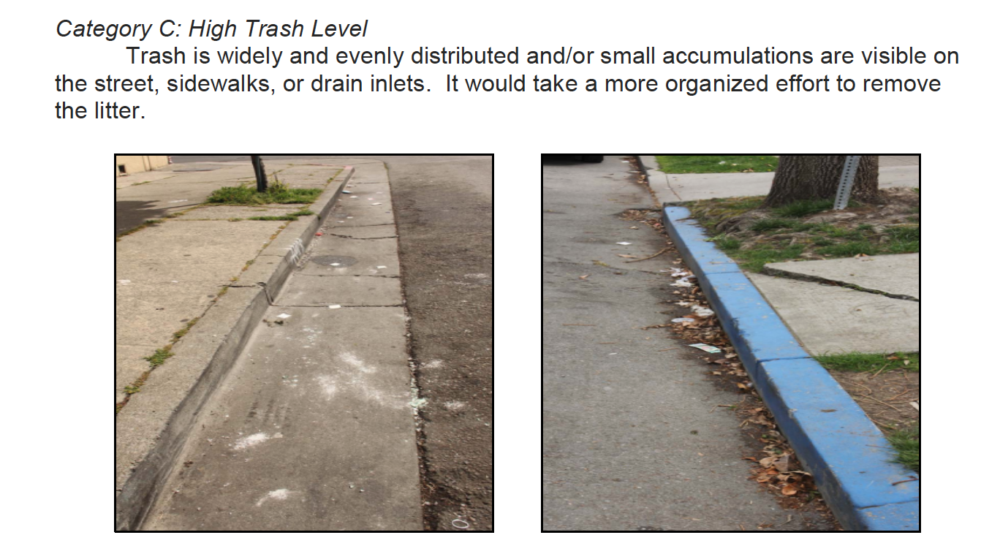 Category C: High Trash Level
Trash is widely and evenly distributed and/or small accumulations are visible on
the street, sidewalks, or drain inlets.  It would take a more organized effort to remove
the litter.